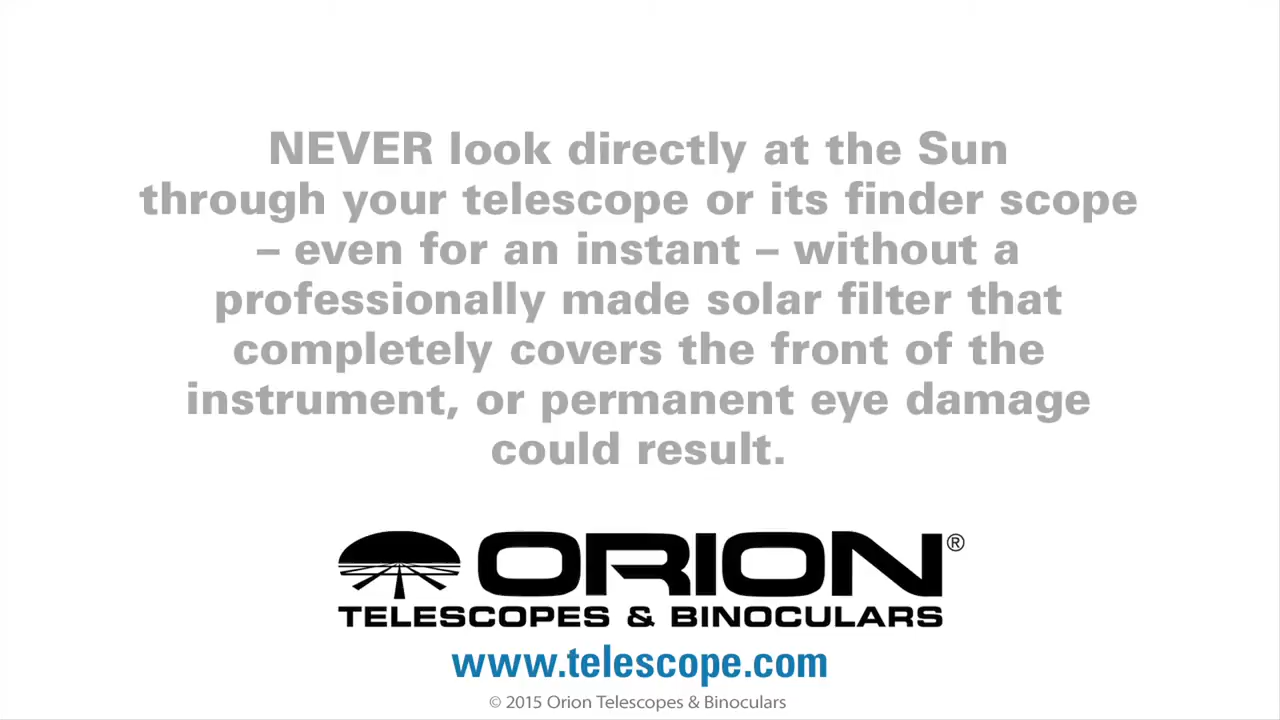 NEVER look directly at the Sun
through your telescope or its finder scope
– even for an instant – without a
professionally made solar filter that
completely covers the front of the
instrument, or permanent eye damage
could result.
ORION®
TELESCOPES & BINOCULARS
www.telescope.com
© 2015 Orion Telescopes & Binoculars